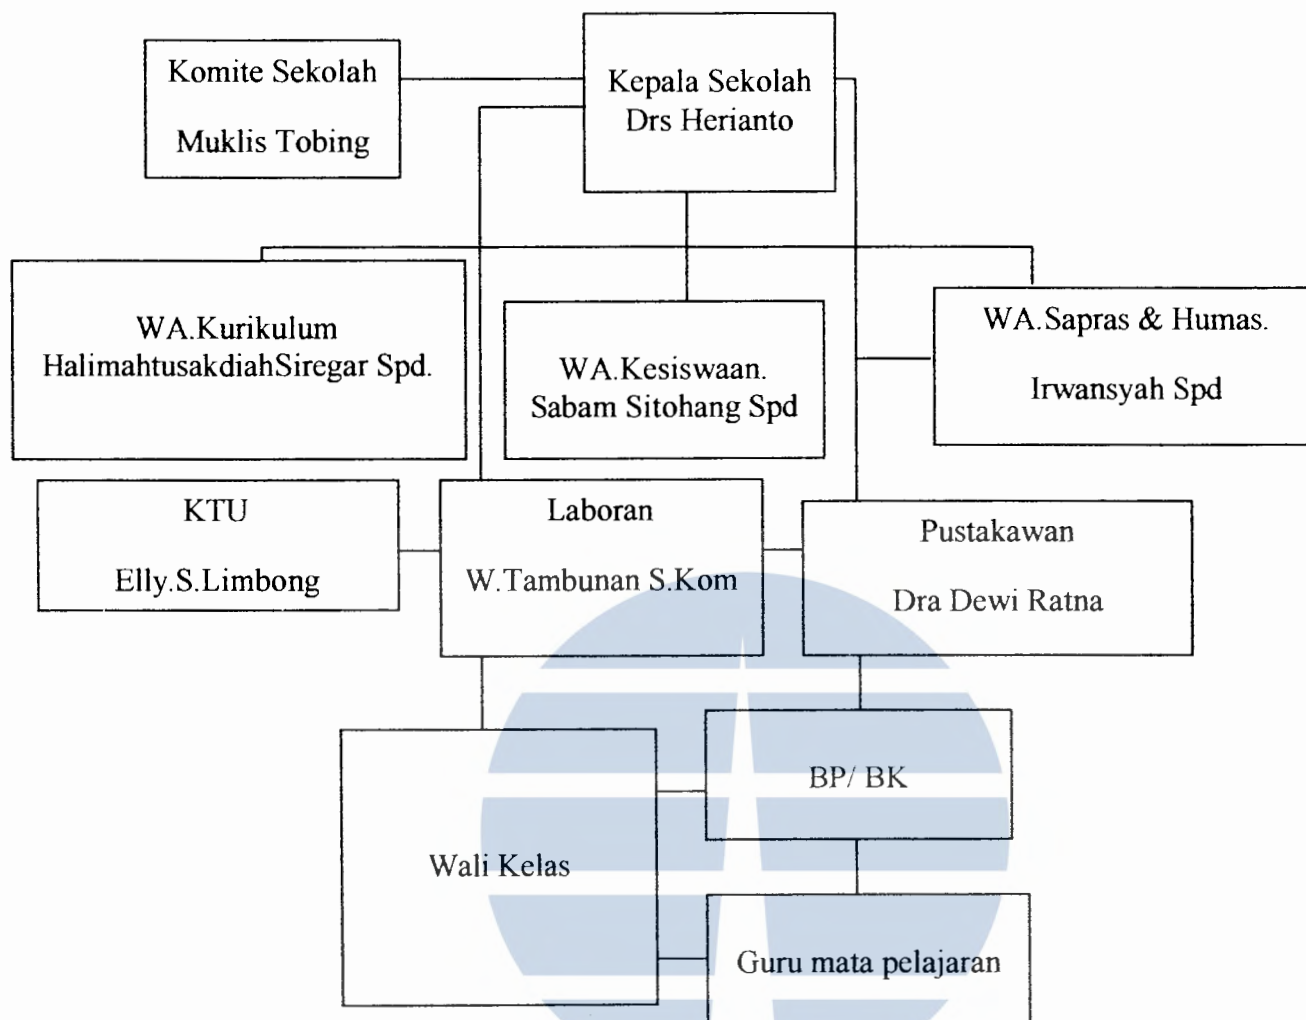 Komite Sekolah
Muklis Tobing
Kepala Sekolah
Drs Herianto
WA.Kurikulum
HalimahtusakdiahSiregar Spd.
WA.Kesiswaan.
Sabam Sitohang Spd
WA.Sapras & Humas.
Irwansyah Spd
KTU
Elly.S.Limbong
Laboran
W.Tambunan S.Kom
Pustakawan
Dra Dewi Ratna
Wali Kelas
BP/ BK
Guru mata pelajaran